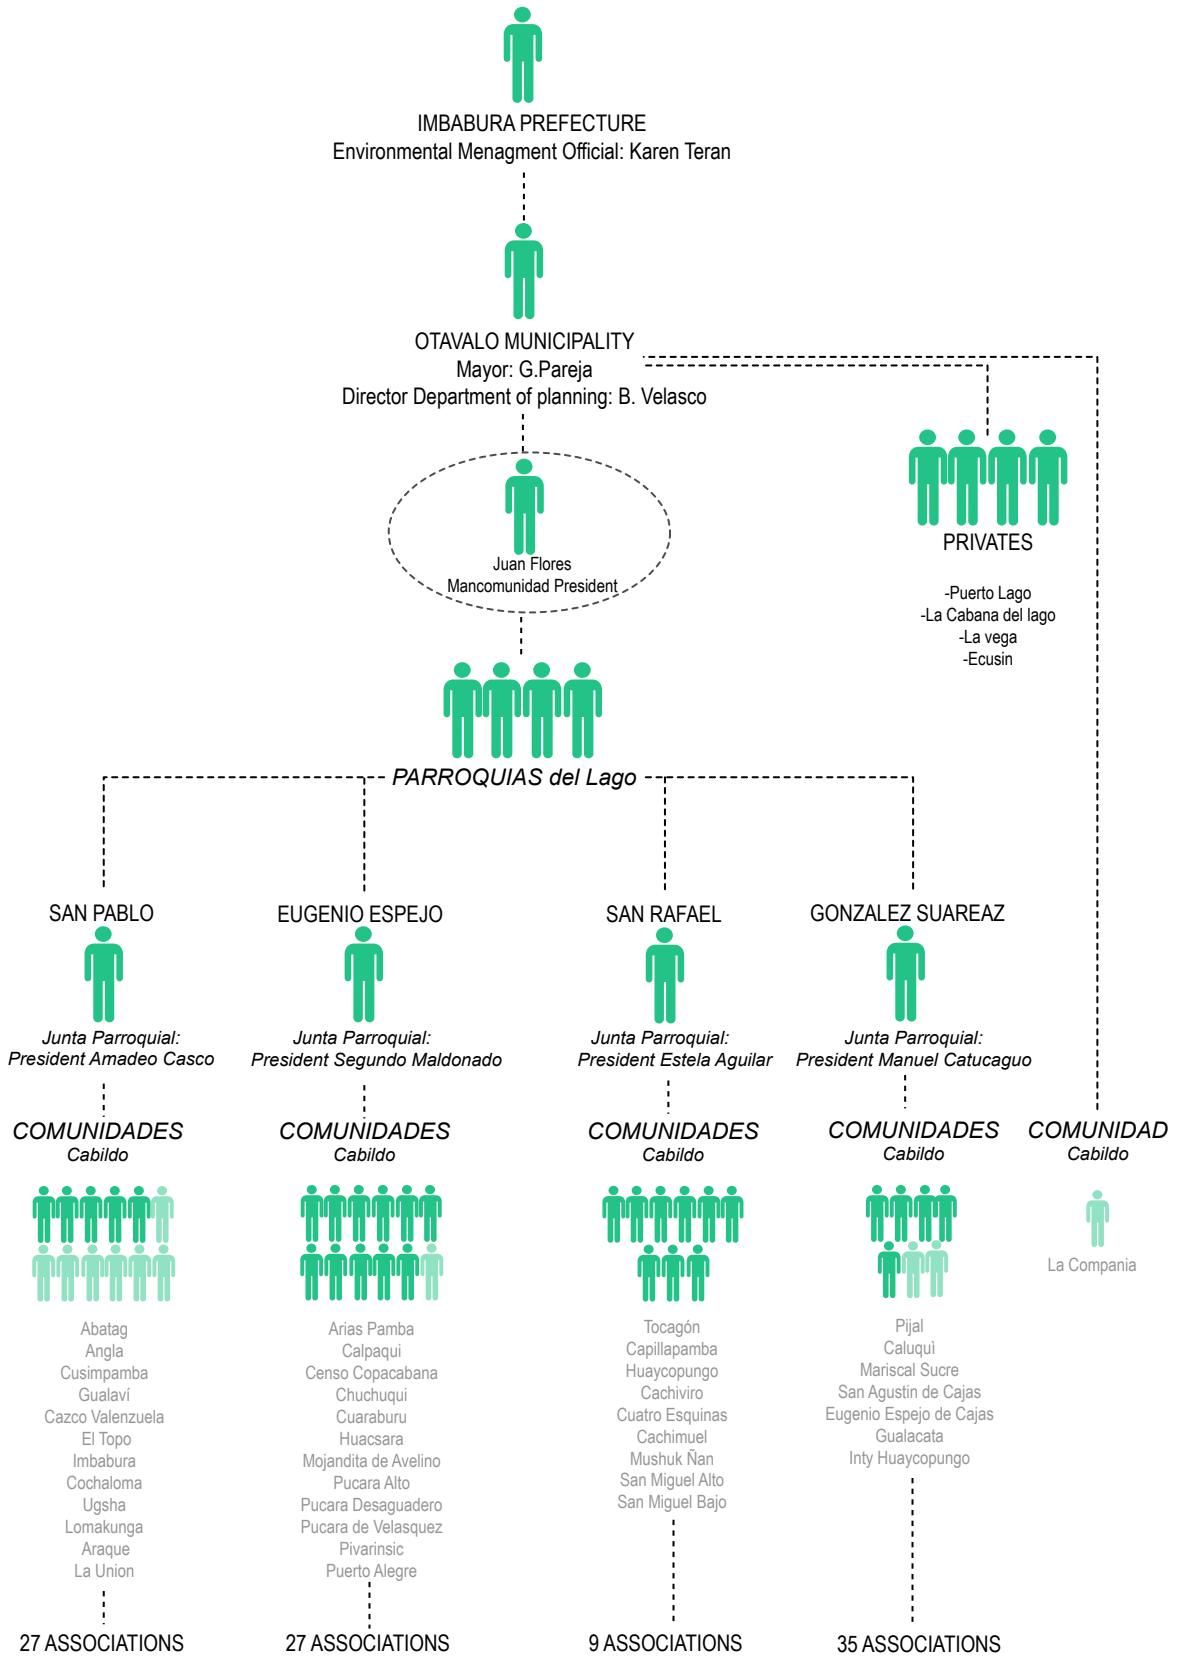 IMBABURA PREFECTURE
Environmental Menagment Official: Karen Teran
OTAVALO MUNICIPALITY
Mayor: G.Pareja
Director Department of planning: B. Velasco
Juan Flores
Mancomunidad President
PRIVATES
-Puerto Lago
-La Cabana del lago
-La vega
-Ecusin
PARROQUIAS del Lago
SAN PABLO
Junta Parroquial:
President Amadeo Casco
COMUNIDADES
Cabildo
Abatag
Angla
Cusimpamba
Gualaví
Cazco Valenzuela
El Topo
Imbabura
Cochaloma
Ugsha
Lomakunga
Araque
La Union
27 ASSOCIATIONS
EUGENIO ESPEJO
Junta Parroquial:
President Segundo Maldonado
COMUNIDADES
Cabildo
Arias Pamba
Calpaqui
Censo Copacabana
Chuchuqui
Cuaraburu
Huacsara
Mojandita de Avelino
Pucara Alto
Pucara Desaguadero
Pucara de Velasquez
Pivarinsic
Puerto Alegre
27 ASSOCIATIONS
SAN RAFAEL
Junta Parroquial:
President Estela Aguilar
COMUNIDADES
Cabildo
Tocagón
Capillapamba
Huaycopungo
Cachiviro
Cuatro Esquinas
Cachimuel
Mushuk Ñan
San Miguel Alto
San Miguel Bajo
9 ASSOCIATIONS
GONZALEZ SUAREAZ
Junta Parroquial:
President Manuel Catucaguo
COMUNIDADES
Cabildo
Pijal
Caluquì
Mariscal Sucre
San Agustin de Cajas
Eugenio Espejo de Cajas
Gualacata
Inty Huaycopungo
35 ASSOCIATIONS
COMUNIDAD
Cabildo
La Compania